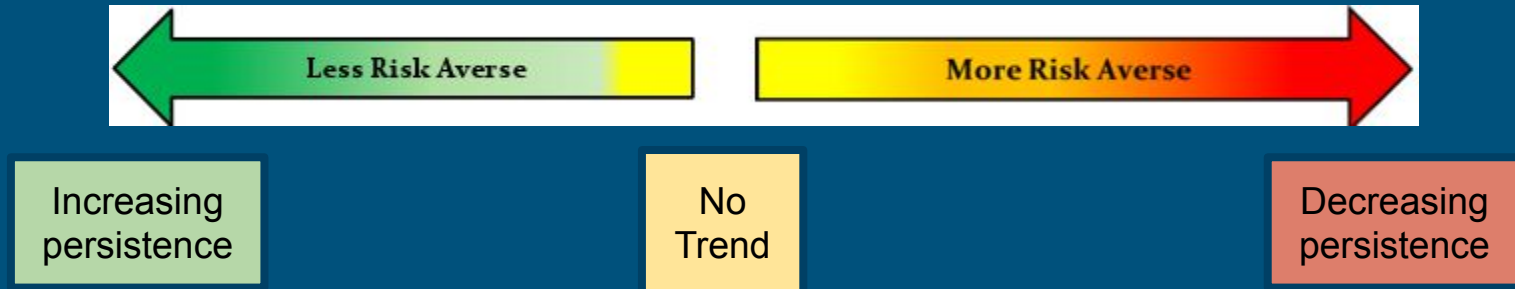 Less Risk Averse
More Risk Averse
Increasing
persistence
No
Trend
Decreasing
persistence